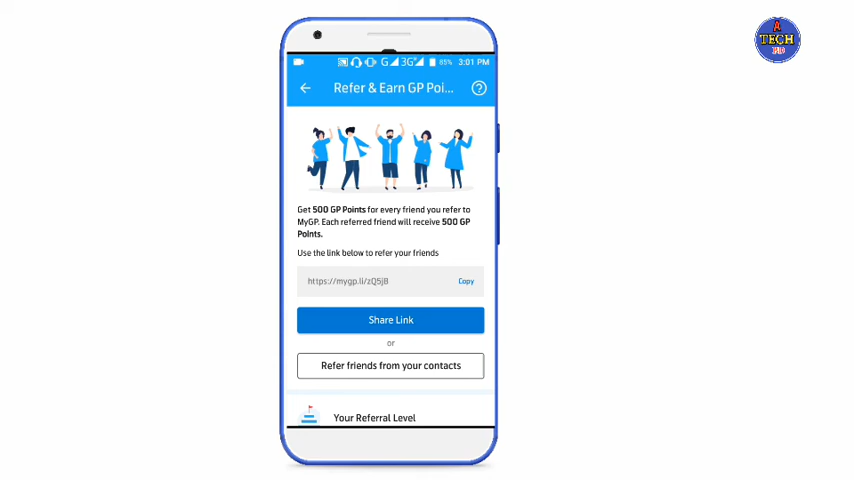 A
TECH
G 3G 85% 3:01 PM
Refer & Earn GP Poi...
Get 500 GP Points for every friend you refer to
MyGP. Each referred friend will receive 500 GP
Points.
Use the link below to refer your friends
https://mygp.li/zQ5jB Copy
Share Link
or
Refer friends from your contacts
Your Referral Level